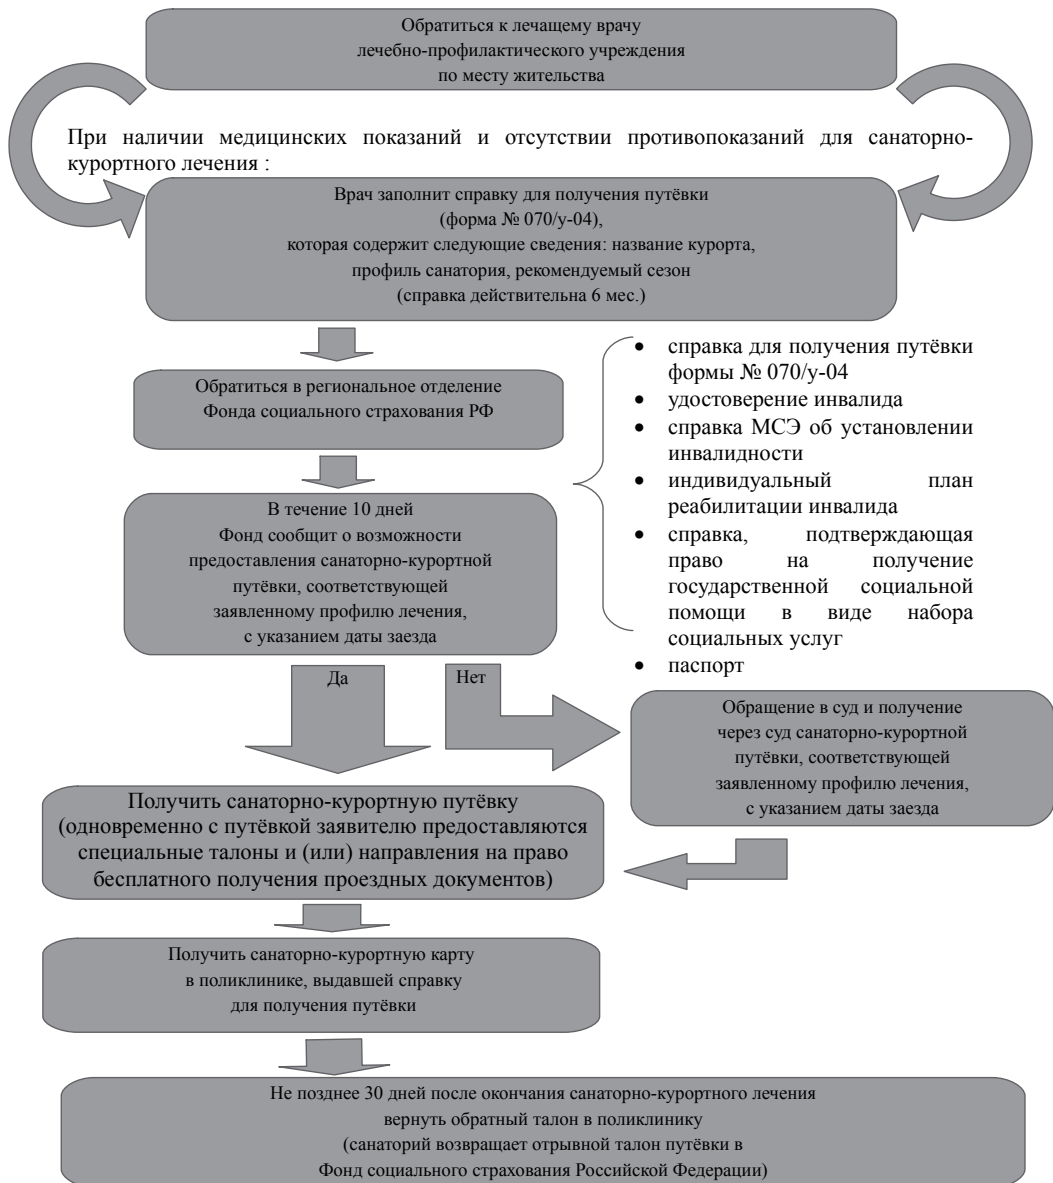 Обратиться к лечащему врачу
лечебно-профилактического учреждения
по месту жительства
При наличии медицинских показаний и отсутствии противопоказаний для санаторно-
курортного лечения :
Врач заполнит справку для получения путёвки
(форма № 070/у-04),
которая содержит следующие сведения: название курорта,
профиль санатория, рекомендуемый сезон
(справка действительна 6 мес.)
Обратиться в региональное отделение
Фонда социального страхования РФ
• справка для получения путёвки
формы № 070/у-04
• удостоверение инвалида
• справка МСЭ об установлении
инвалидности
• индивидуальный план
реабилитации инвалида
• справка, подтверждающая
право на получение
государственной социальной
помощи в виде набора
социальных услуг
• паспорт
В течение 10 дней
Фонд сообщит о возможности
предоставления санаторно-курортной
путёвки, соответствующей
заявленному профилю лечения,
с указанием даты заезда
Да
Нет
Обращение в суд и получение
через суд санаторно-курортной
путёвки, соответствующей
заявленному профилю лечения,
с указанием даты заезда
Получить санаторно-курортную путёвку
(одновременно с путёвкой заявителю предоставляются
специальные талоны и (или) направления на право
бесплатного получения проездных документов)
Получить санаторно-курортную карту
в поликлинике, выдавшей справку
для получения путёвки
Не позднее 30 дней после окончания санаторно-курортного лечения
вернуть обратный талон в поликлинику
(санаторий возвращает отрывной талон путёвки в
Фонд социального страхования Российской Федерации)